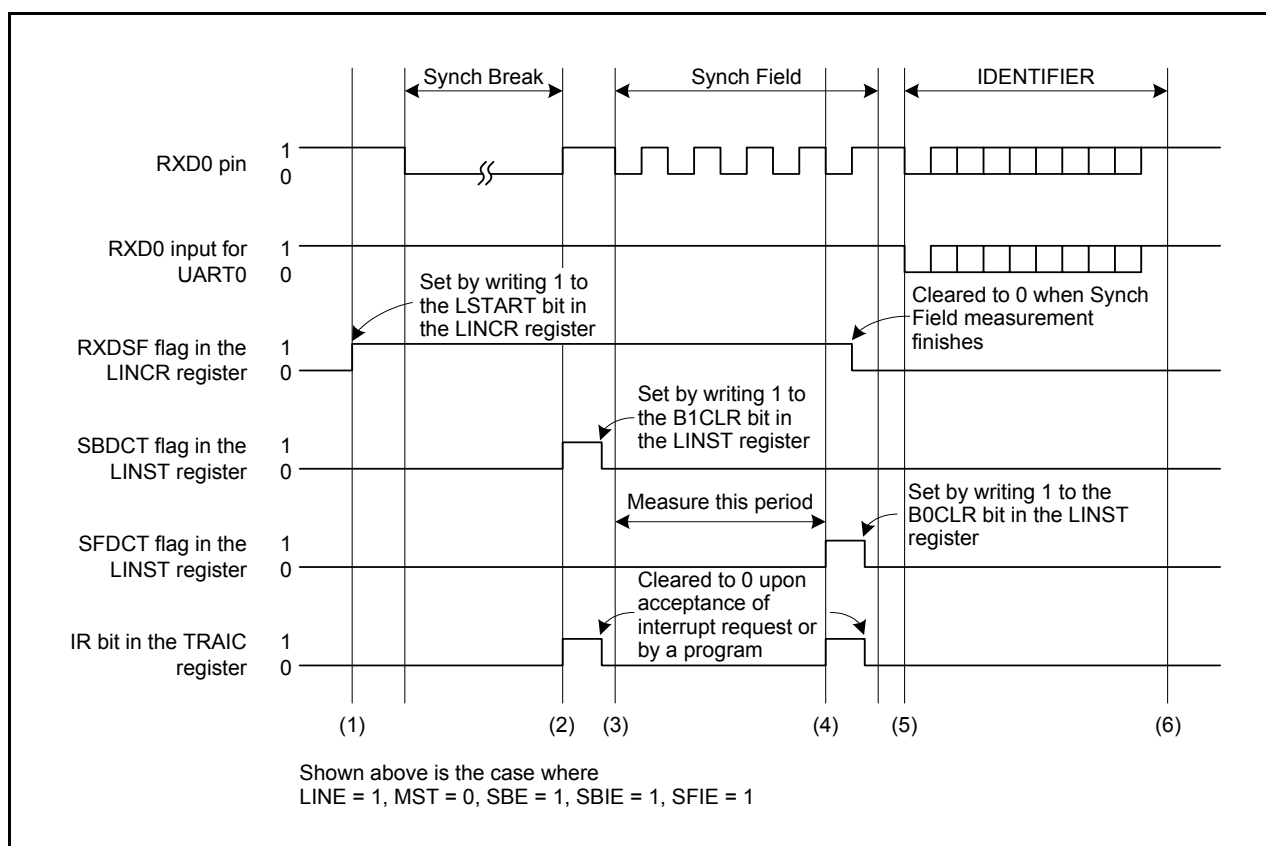 Synch Break
Synch Field
IDENTIFIER
RXD0 pin
1
0
RXD0 input for
UART0
1
0
Set by writing 1 to
the LSTART bit in
the LINCR register
Cleared to 0 when Synch
Field measurement
finishes
RXDSF flag in the
LINCR register
1
0
Set by writing 1 to
the B1CLR bit in
the LINST register
SBDCT flag in the
LINST register
1
0
Measure this period
Set by writing 1 to the
B0CLR bit in the LINST
register
SFDCT flag in the
LINST register
1
0
Cleared to 0 upon
acceptance of
interrupt request or
by a program
IR bit in the TRAIC
register
1
0
(1) (2) (3) (4) (5) (6)
Shown above is the case where
LINE = 1, MST = 0, SBE = 1, SBIE = 1, SFIE = 1